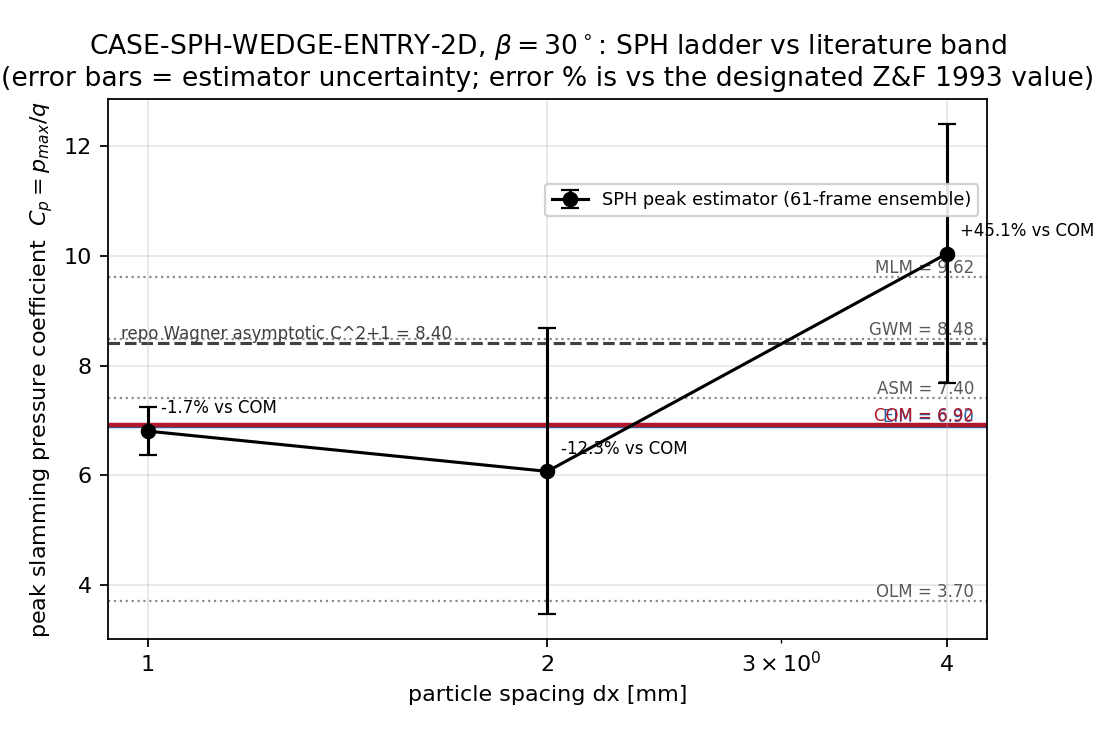 CASE-SPH-WEDGE-ENTRY-2D, β = 30°: SPH ladder vs literature band
(error bars = estimator uncertainty; error % is vs the designated Z&F 1993 value)
peak slamming pressure coefficient C_p = p_max/q
12
10
8
6
4
SPH peak estimator (61-frame ensemble)
+45.1% vs COM
MLM = 9.62
GWM = 8.48
repo Wagner asymptotic C^2+1 = 8.40
ASM = 7.40
COM = 6.92
-1.7% vs COM
-12.3% vs COM
OLM = 3.70
1
2
3 × 10⁰
4
particle spacing dx [mm]